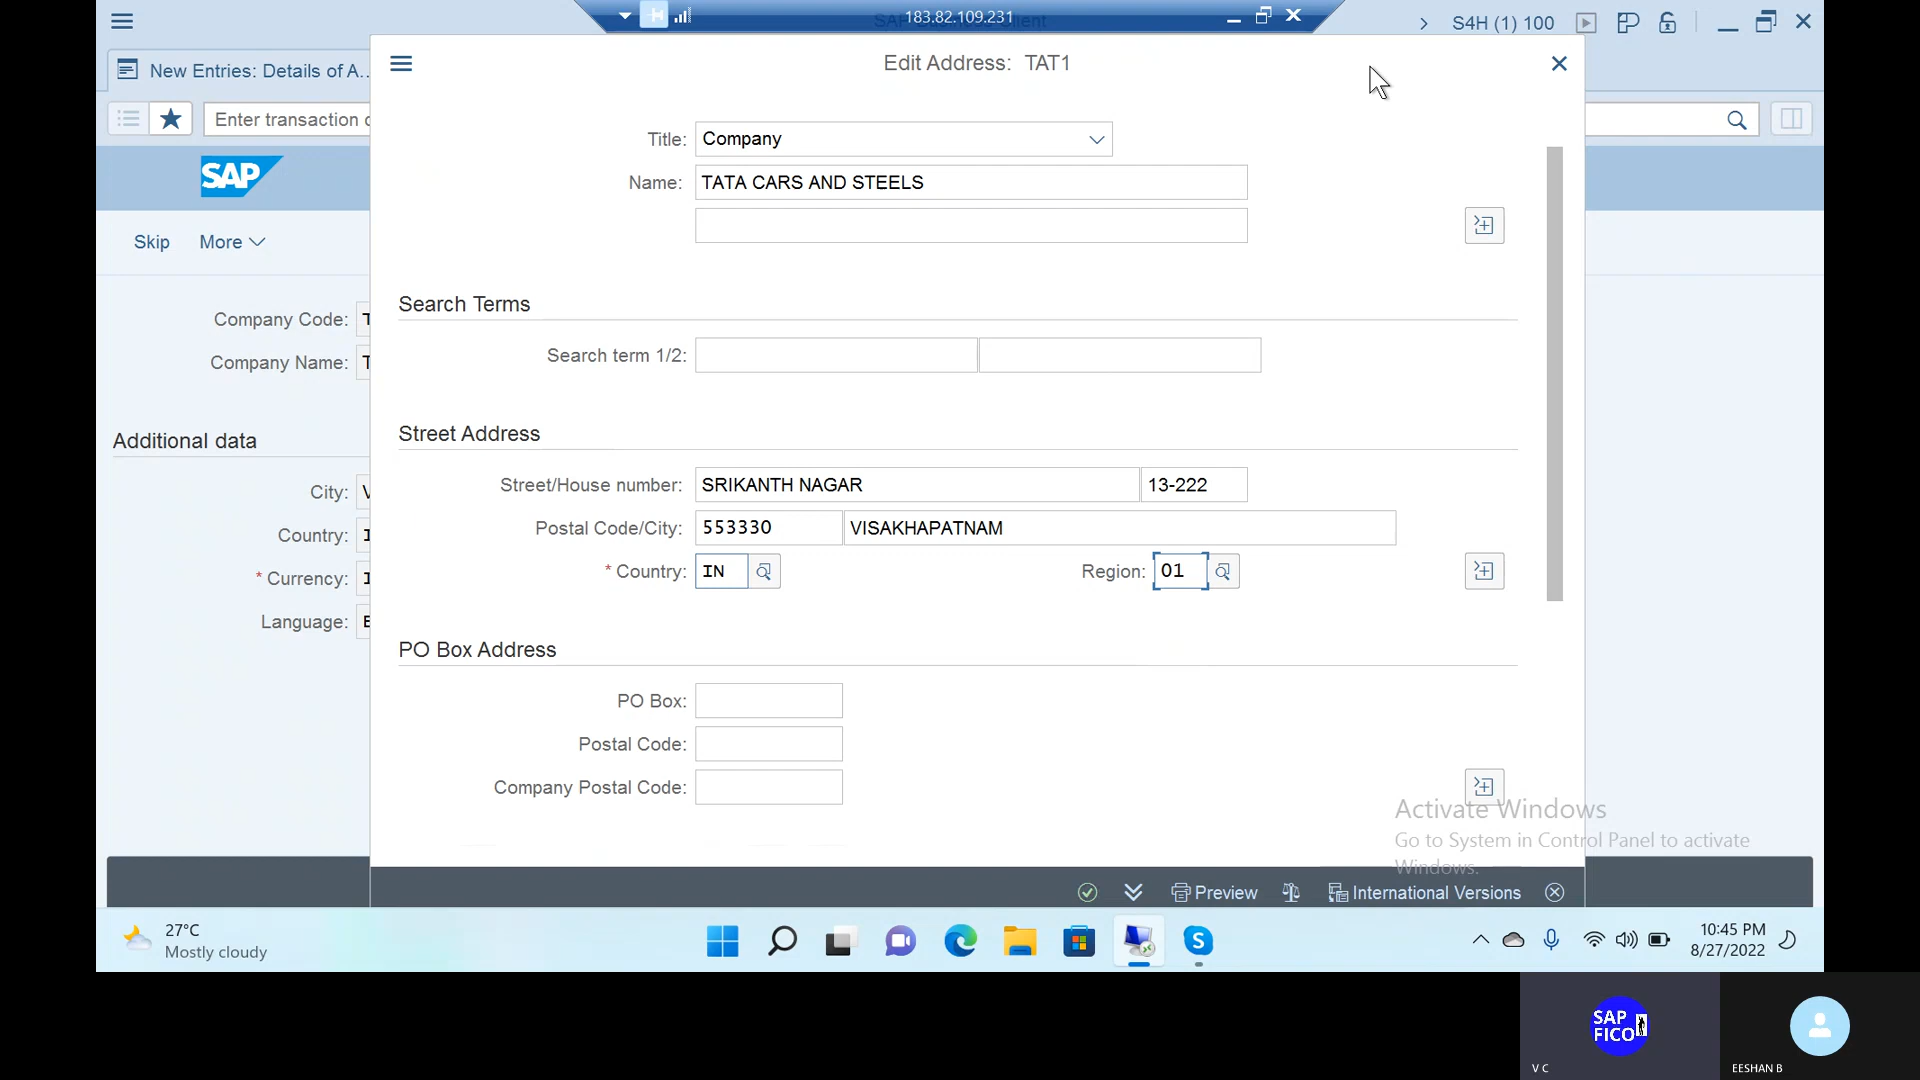 183.82.109.231
S4H (1) 100
New Entries: Details of A...
Edit Address: TAT1
Enter transaction c
Title: Company
SAP
Name: TATA CARS AND STEELS
Skip More
Search Terms
Company Code: T
Search term 1/2:
Company Name: T
Street Address
Additional data
Street/House number: SRIKANTH NAGAR 13-222
City: V
Postal Code/City: 553330 VISAKHAPATNAM
Country: I
* Country: IN Region: 01
* Currency: I
Language: E
PO Box Address
PO Box:
Postal Code:
Company Postal Code:
Activate Windows
Go to System in Control Panel to activate
Windows.
Preview International Versions
27°C
Mostly cloudy
10:45 PM
8/27/2022
SAP
FICO
V C
EESHAN B